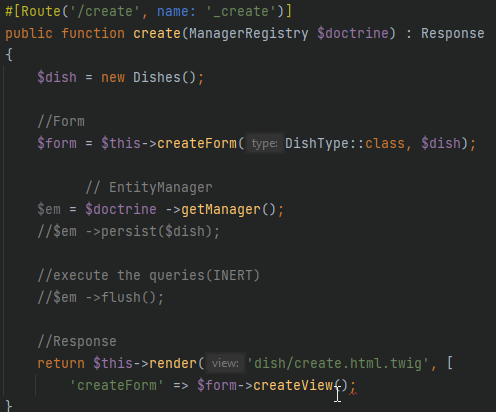 #[Route('/create', name: '_create')]
public function create(ManagerRegistry $doctrine) : Response
{
$dish = new Dishes();
//Form
$form = $this->createForm( type: DishType::class, $dish);
// EntityManager
$em = $doctrine ->getManager();
//$em ->persist($dish);
//execute the queries(INERT)
//$em ->flush();
//Response
return $this->render( view: 'dish/create.html.twig', [
'createForm' => $form->createView();
}